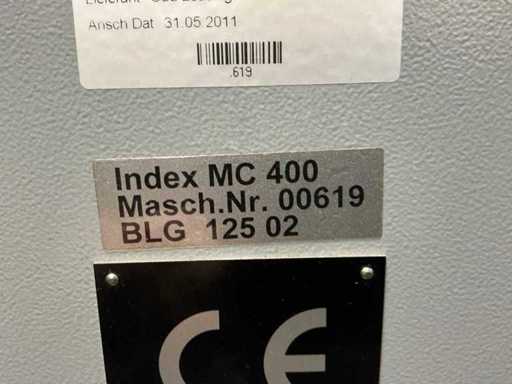 Ansch Dat 31.05.2011
.619
Index MC 400
Masch.Nr. 00619
BLG 125 02
CE